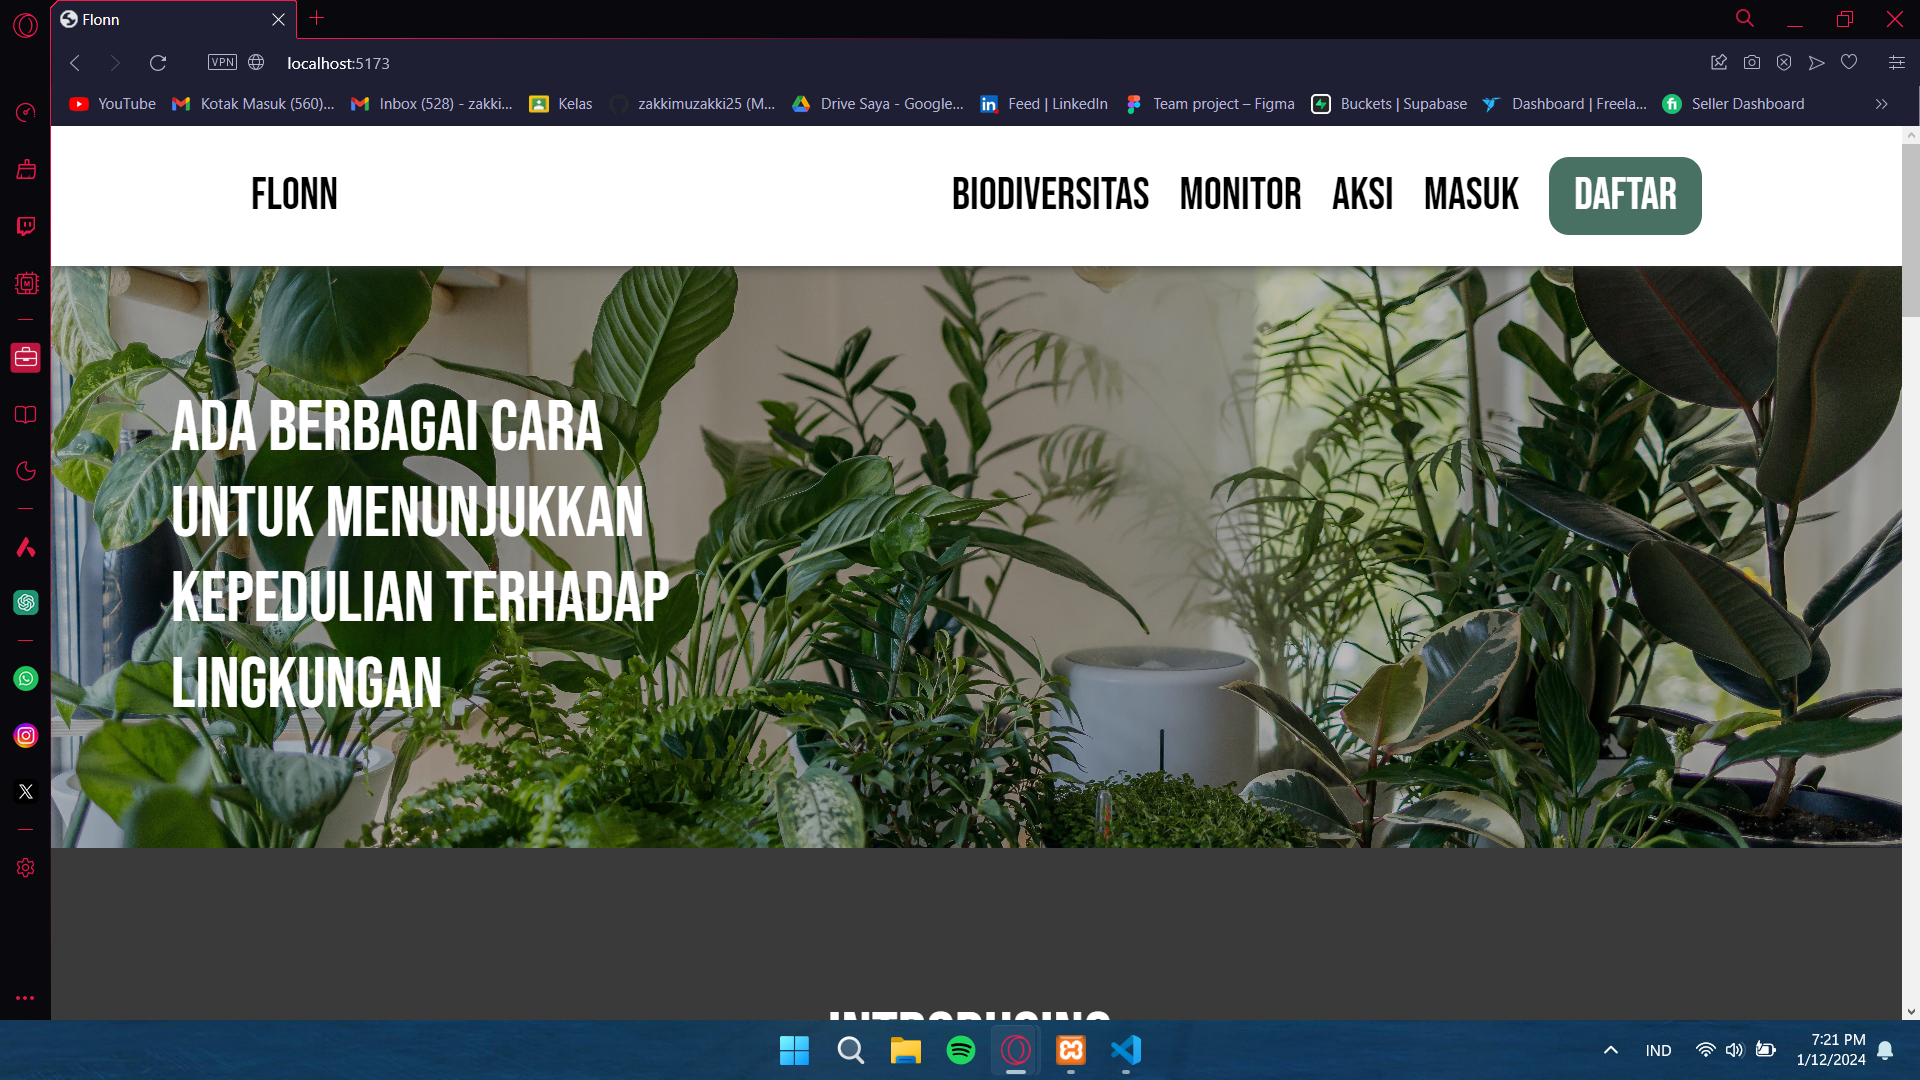 Flonn
VPN
localhost:5173
YouTube
Kotak Masuk (560)...
Inbox (528) - zakki...
Kelas
zakkimuzakki25 (M...
Drive Saya - Google...
Feed | LinkedIn
Team project – Figma
Buckets | Supabase
Dashboard | Freela...
Seller Dashboard
FLONN
BIODIVERSITAS
MONITOR
AKSI
MASUK
DAFTAR
ADA BERBAGAI CARA
UNTUK MENUNJUKKAN
KEPEDULIAN TERHADAP
LINGKUNGAN
INTRODUCING
IND
7:21 PM
1/12/2024